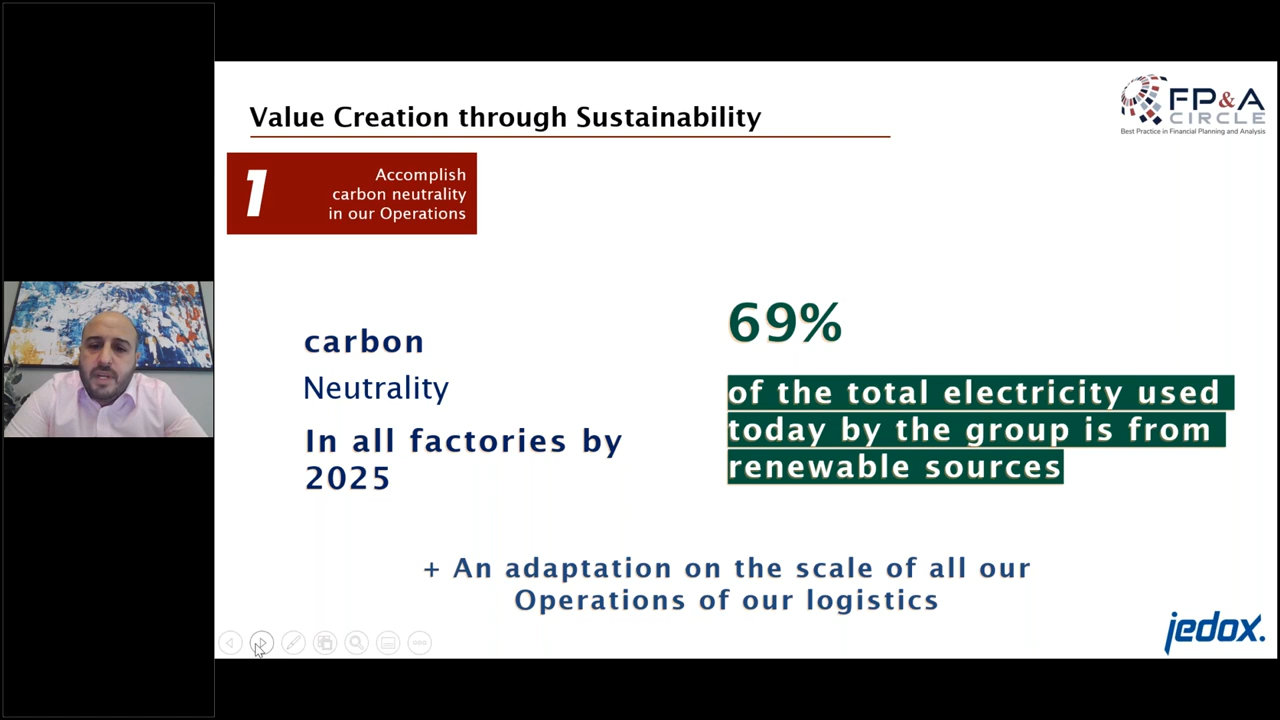 Value Creation through Sustainability
FP&A
CIRCLE
Best Practice in Financial Planning and Analysis
1
Accomplish
carbon neutrality
in our Operations
carbon
Neutrality
In all factories by
2025
69%
of the total electricity used
today by the group is from
renewable sources
+ An adaptation on the scale of all our
Operations of our logistics
jedox.